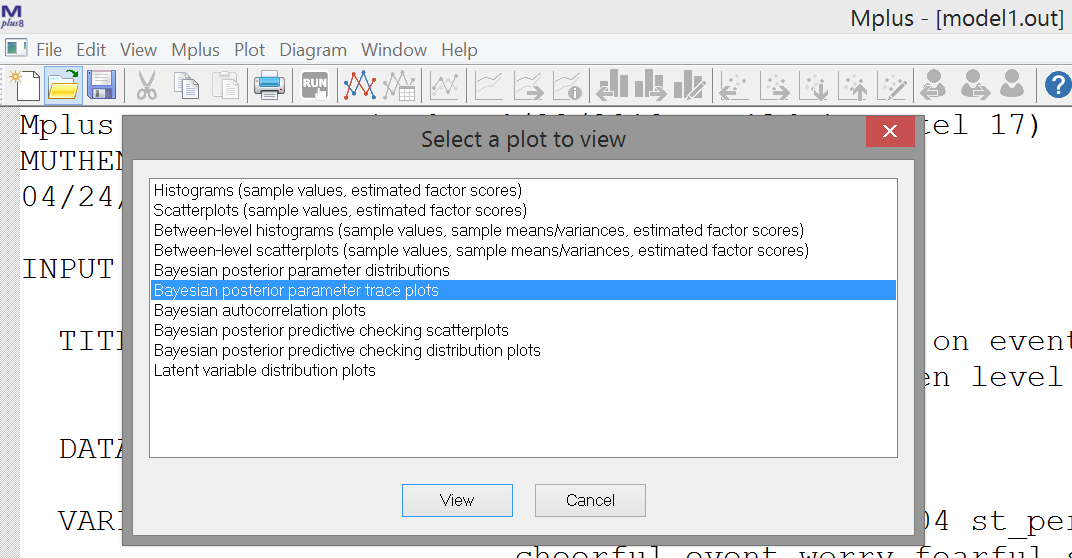 M
plus8
Mplus - [model1.out]
File Edit View Mplus Plot Diagram Window Help
RUN
?
Mplus
tel 17)
Select a plot to view
MUTHEN
04/24/
Histograms (sample values, estimated factor scores)
Scatterplots (sample values, estimated factor scores)
Between-level histograms (sample values, sample means/variances, estimated factor scores)
Between-level scatterplots (sample values, sample means/variances, estimated factor scores)
Bayesian posterior parameter distributions
Bayesian posterior parameter trace plots
Bayesian autocorrelation plots
Bayesian posterior predictive checking scatterplots
Bayesian posterior predictive checking distribution plots
Latent variable distribution plots
INPUT
TITL
on event
en level
DATA
View Cancel
VARI
04 st_per
cheerful event worry fearful s